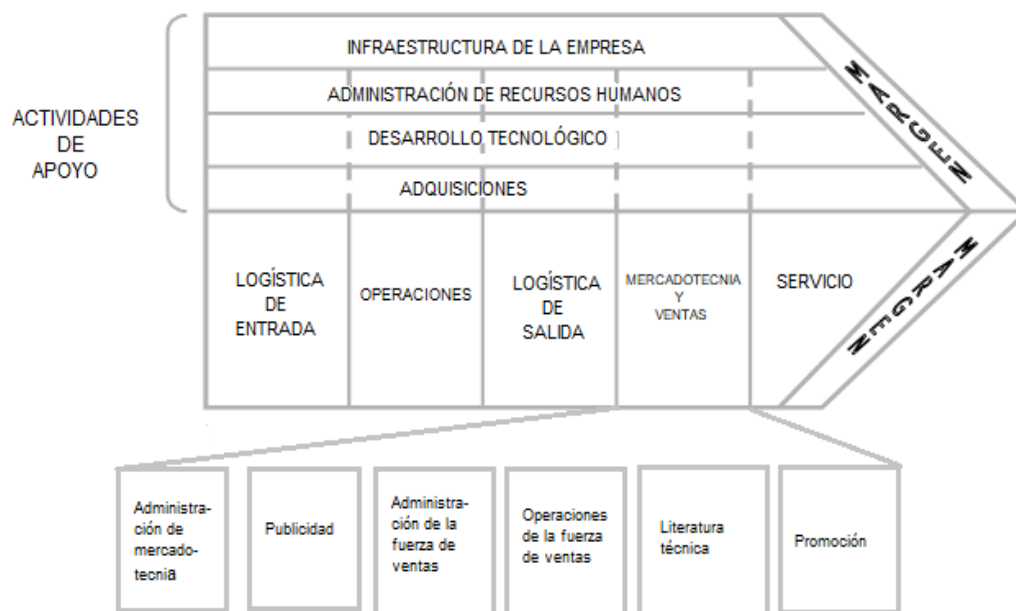 INFRAESTRUCTURA DE LA EMPRESA
MARGEN
ADMINISTRACIÓN DE RECURSOS HUMANOS
ACTIVIDADES
DE
APOYO
DESARROLLO TECNOLÓGICO
ADQUISICIONES
LOGÍSTICA
DE
ENTRADA
OPERACIONES
LOGÍSTICA
DE
SALIDA
MERCADOTECNIA
Y
VENTAS
SERVICIO
MARGEN
Administra-
ción de
mercado-
tecnia
Publicidad
Administra-
ción de la
fuerza de
ventas
Operaciones
de la fuerza
de ventas
Literatura
técnica
Promoción